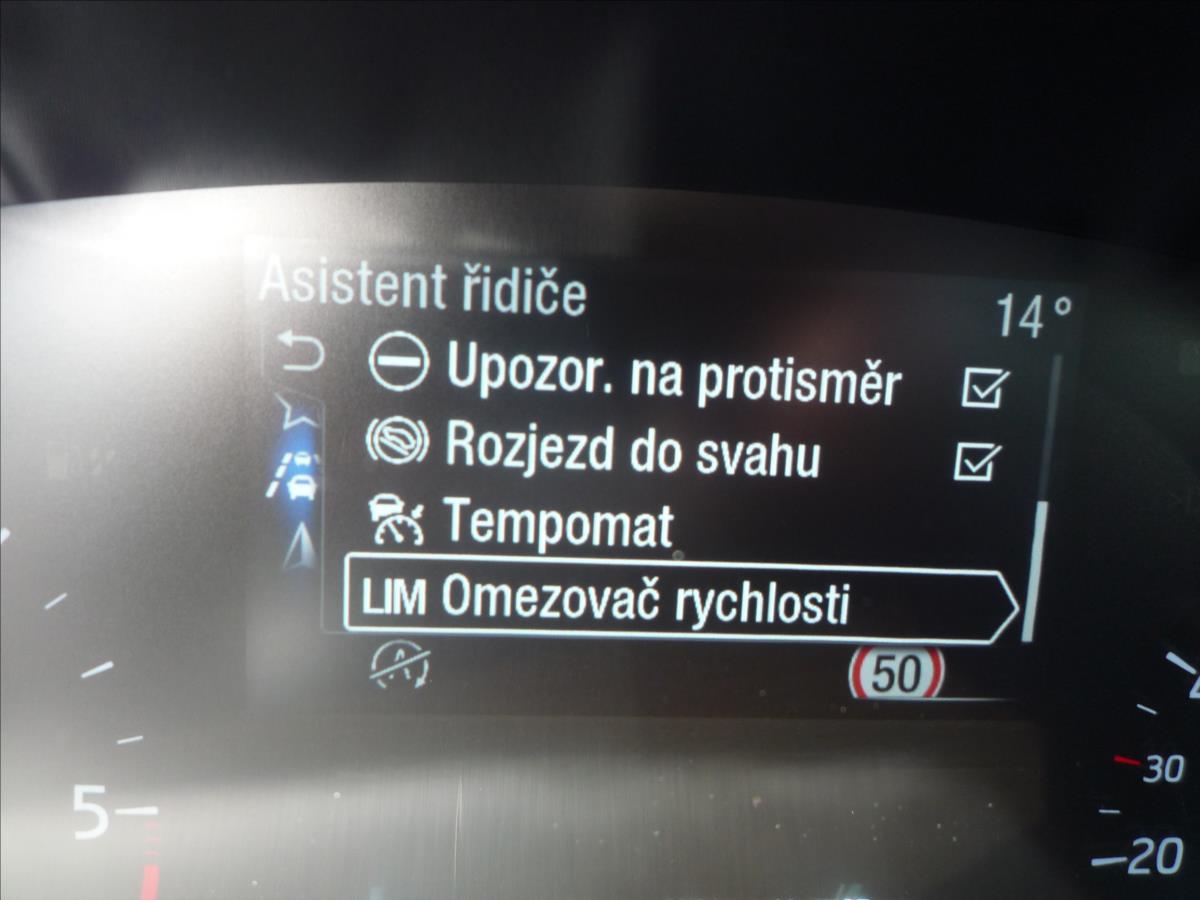 Asistent řidiče
14°
Upozor. na protisměr
Rozjezd do svahu
Tempomat
LIM Omezovač rychlosti
A
50
30
5
20